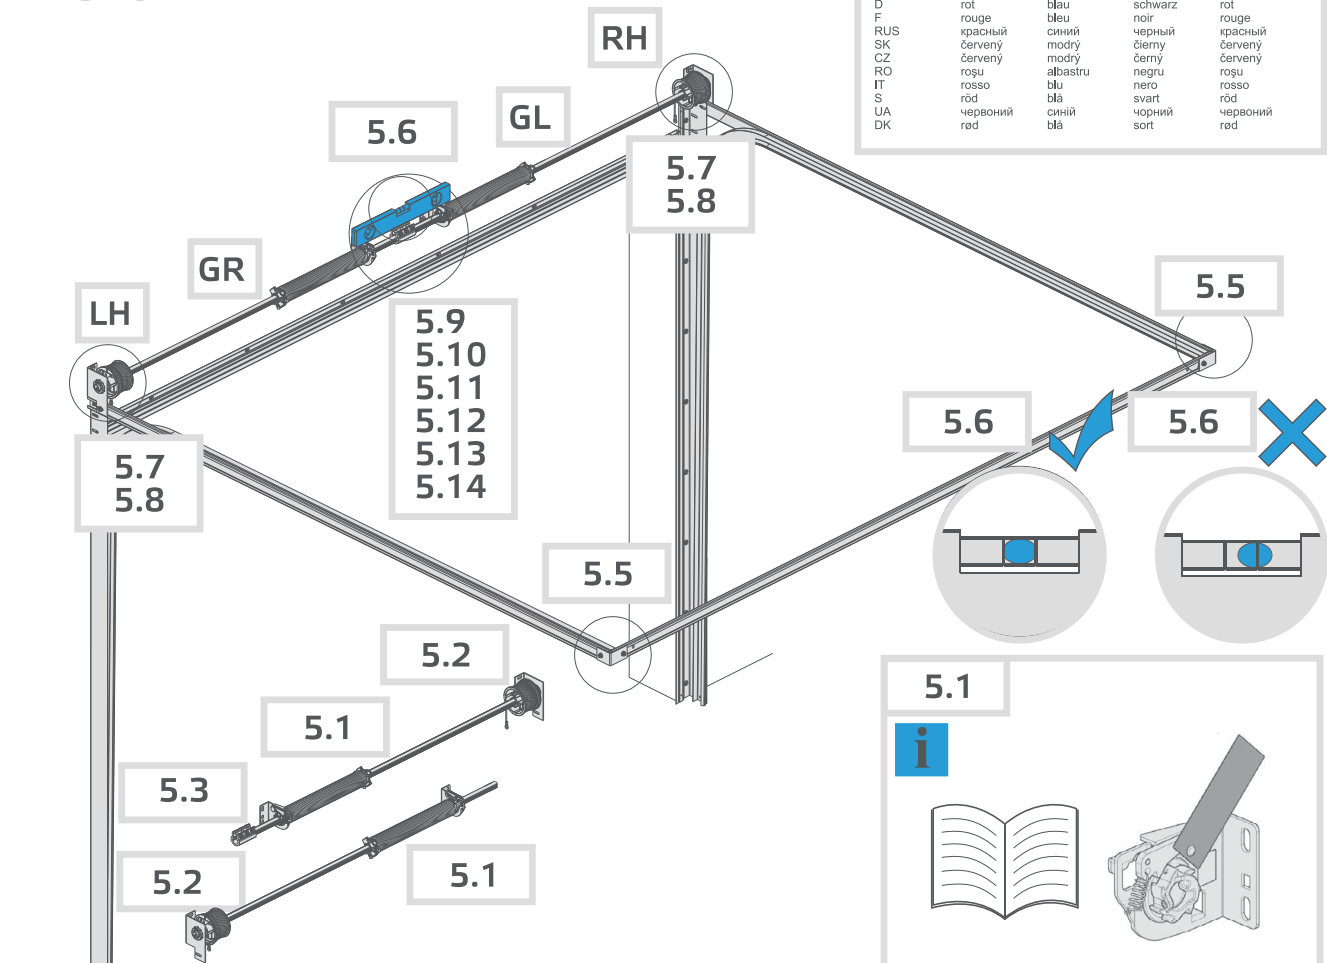 D rot blau schwarz rot
F rouge bleu noir rouge
RUS красный синий черный красный
SK červený modrý čierny červený
CZ červený modrý černý červený
RO roşu albastru negru roşu
IT rosso blu nero rosso
S röd blå svart röd
UA червоний синій чорний червоний
DK rød blå sort rød
RH
GL
5.6
5.7
5.8
GR
LH
5.9
5.10
5.11
5.12
5.13
5.14
5.5
5.6
5.6
5.7
5.8
5.5
5.2
5.1
5.3
5.2
5.1
5.1
i